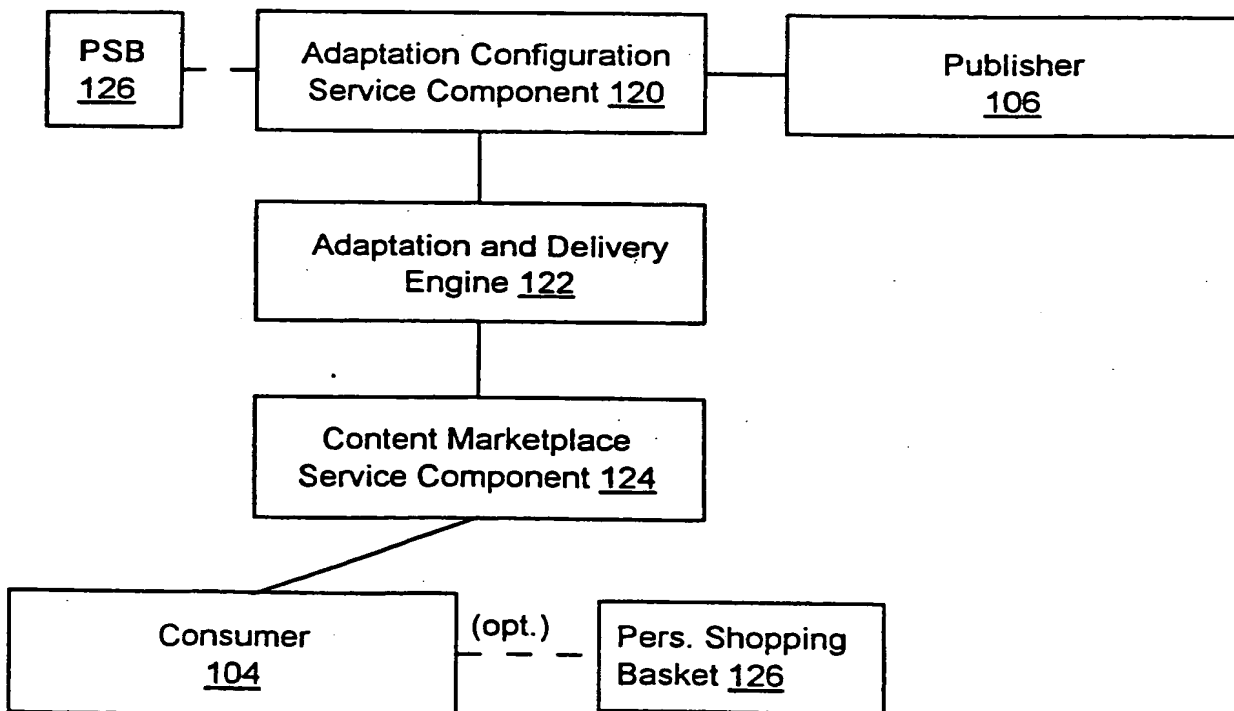 PSB
126
Adaptation Configuration
Service Component 120
Publisher
106
Adaptation and Delivery
Engine 122
Content Marketplace
Service Component 124
Consumer
104
(opt.)
Pers. Shopping
Basket 126